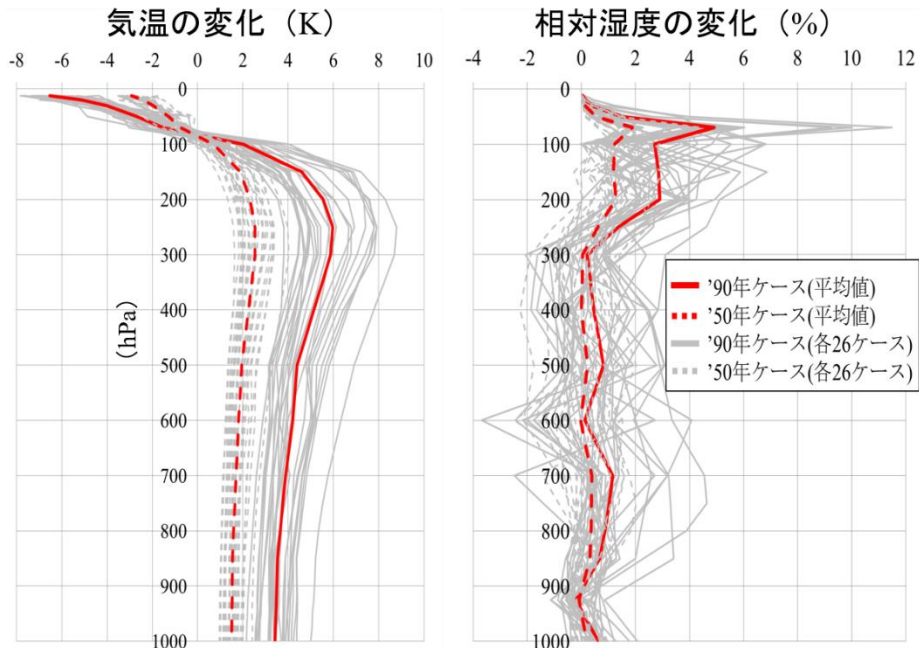 気温の変化（K）
-8 -6 -4 -2 0 2 4 6 8 10
0
100
200
300
400
500
600
700
800
900
1000
(hPa)
相対湿度の変化（%）
-4 -2 0 2 4 6 8 10 12
0
100
200
300
400
500
600
700
800
900
1000
’90年ケース(平均値)
’50年ケース(平均値)
’90年ケース(各26ケース)
’50年ケース(各26ケース)